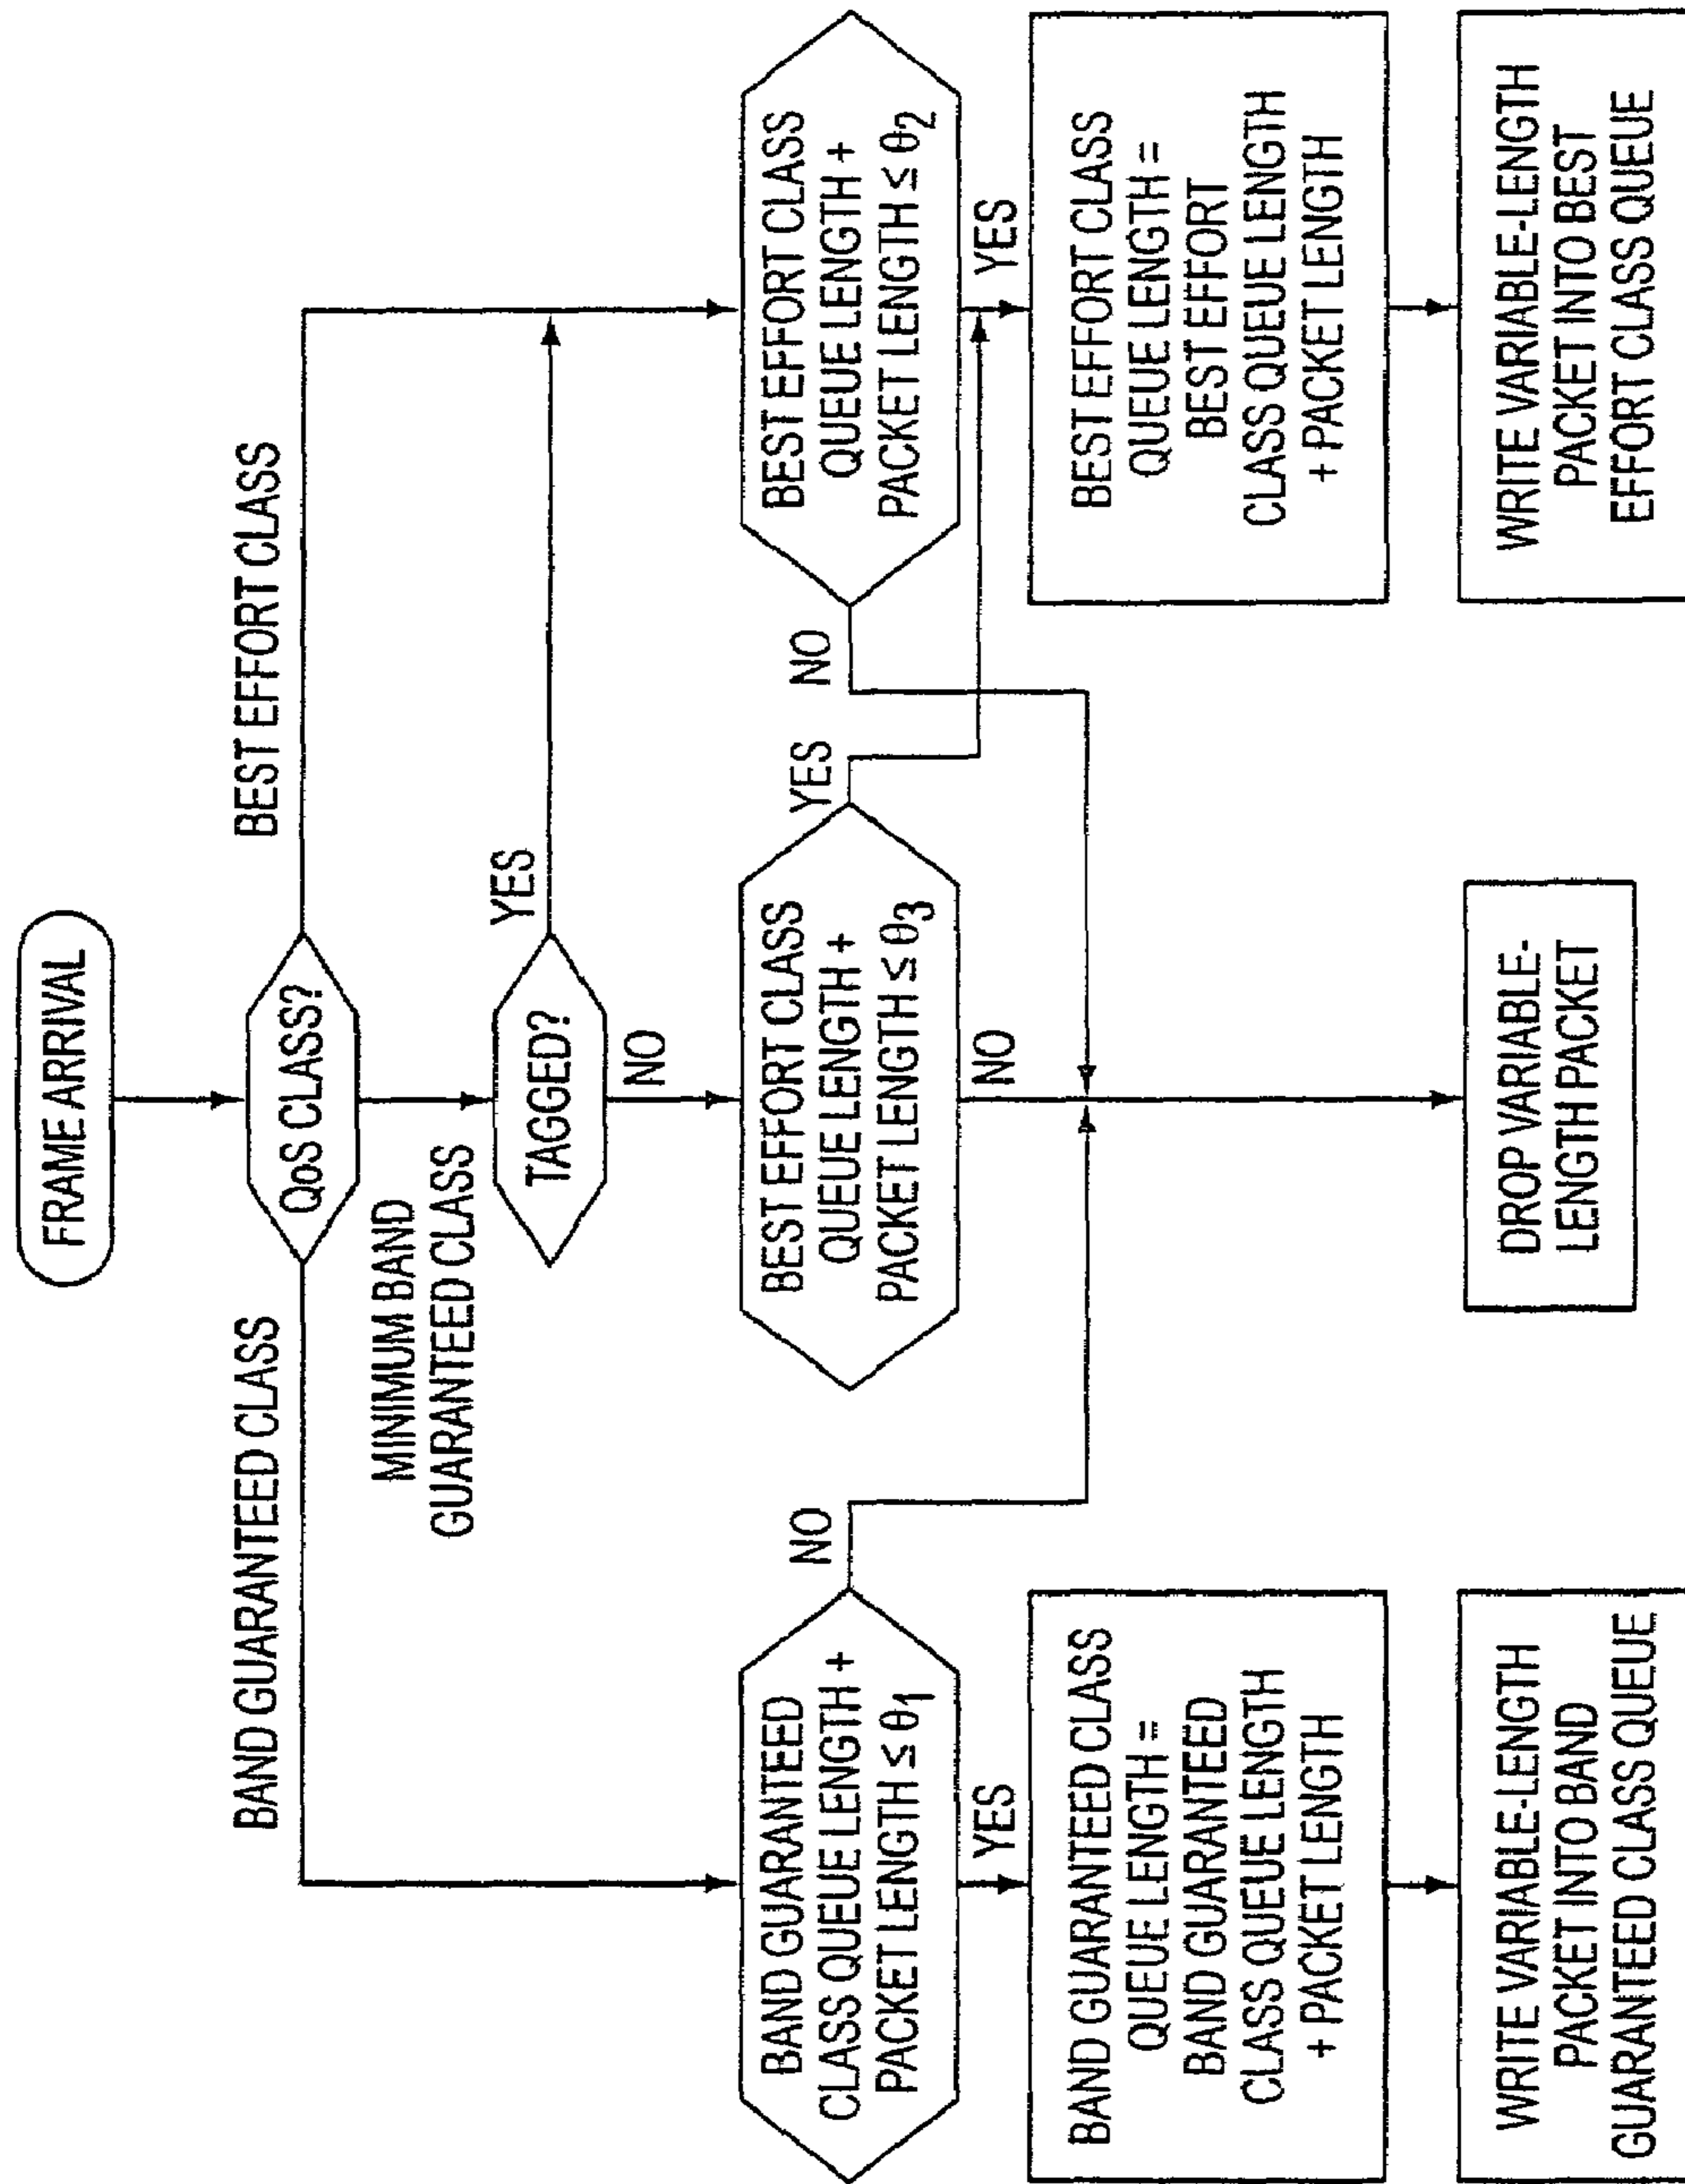 FRAME ARRIVAL
QoS CLASS?
BAND GUARANTEED CLASS
BEST EFFORT CLASS
MINIMUM BAND
GUARANTEED CLASS
TAGGED?
YES
NO
BAND GUARANTEED
CLASS QUEUE LENGTH +
PACKET LENGTH ≤ θ1
NO
YES
BEST EFFORT CLASS
QUEUE LENGTH +
PACKET LENGTH ≤ θ3
YES
NO
BEST EFFORT CLASS
QUEUE LENGTH +
PACKET LENGTH ≤ θ2
NO
YES
BAND GUARANTEED CLASS
QUEUE LENGTH =
BAND GUARANTEED
CLASS QUEUE LENGTH
+ PACKET LENGTH
BEST EFFORT CLASS
QUEUE LENGTH =
BEST EFFORT
CLASS QUEUE LENGTH
+ PACKET LENGTH
WRITE VARIABLE-LENGTH
PACKET INTO BAND
GUARANTEED CLASS QUEUE
DROP VARIABLE-
LENGTH PACKET
WRITE VARIABLE-LENGTH
PACKET INTO BEST
EFFORT CLASS QUEUE